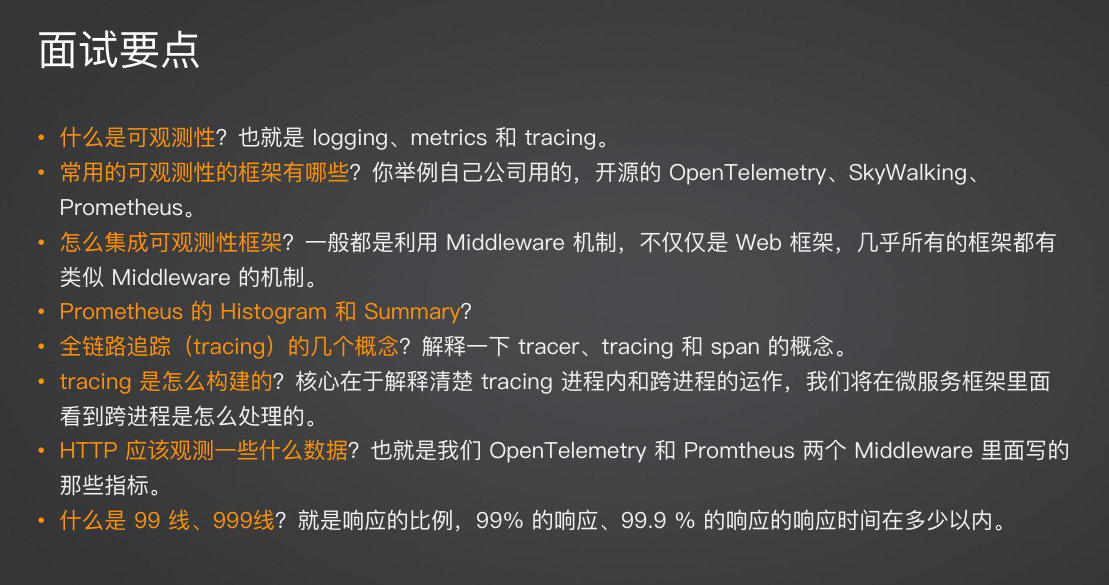 面试要点
• 什么是可观测性？也就是 logging、metrics 和 tracing。
• 常用的可观测性的框架有哪些？你举例自己公司用的，开源的 OpenTelemetry、SkyWalking、
Prometheus。
• 怎么集成可观测性框架？一般都是利用 Middleware 机制，不仅仅是 Web 框架，几乎所有的框架都有
类似 Middleware 的机制。
• Prometheus 的 Histogram 和 Summary?
• 全链路追踪（tracing）的几个概念？解释一下 tracer、tracing 和 span 的概念。
• tracing 是怎么构建的？核心在于解释清楚 tracing 进程内和跨进程的运作，我们将在微服务框架里面
看到跨进程是怎么处理的。
• HTTP 应该观测一些什么数据？也就是我们 OpenTelemetry 和 Promtheus 两个 Middleware 里面写的
那些指标。
• 什么是 99 线、999线？就是响应的比例，99% 的响应、99.9 % 的响应的响应时间在多少以内。